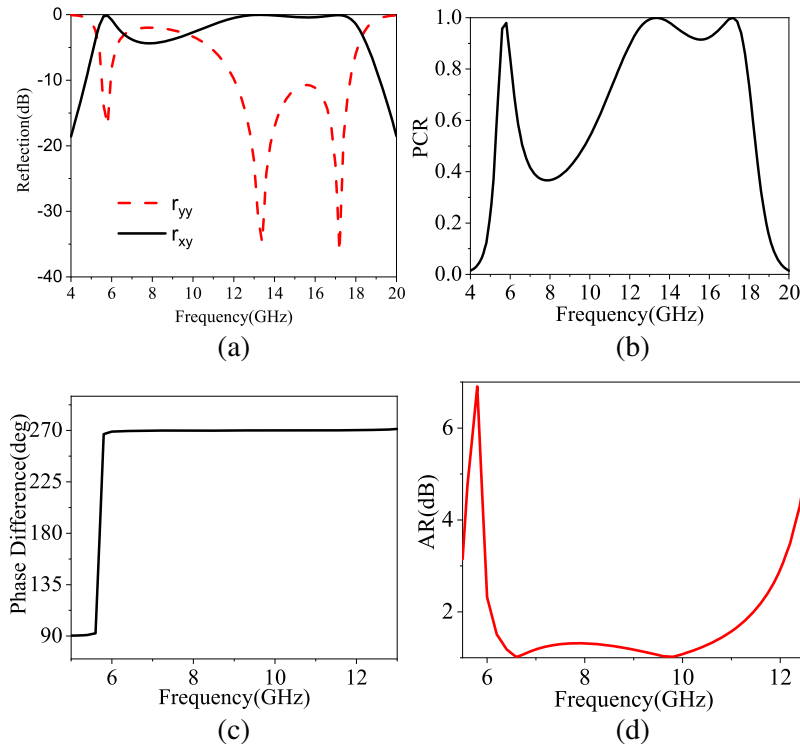 0
-10
-20
-30
-40
Reflection(dB)
r_yy
r_xy
4 6 8 10 12 14 16 18 20
Frequency(GHz)
(a)
1.0
0.8
0.6
0.4
0.2
0.0
PCR
4 6 8 10 12 14 16 18 20
Frequency(GHz)
(b)
270
225
180
135
90
Phase Difference(deg)
6 8 10 12
Frequency(GHz)
(c)
6
4
2
AR(dB)
6 8 10 12
Frequency(GHz)
(d)